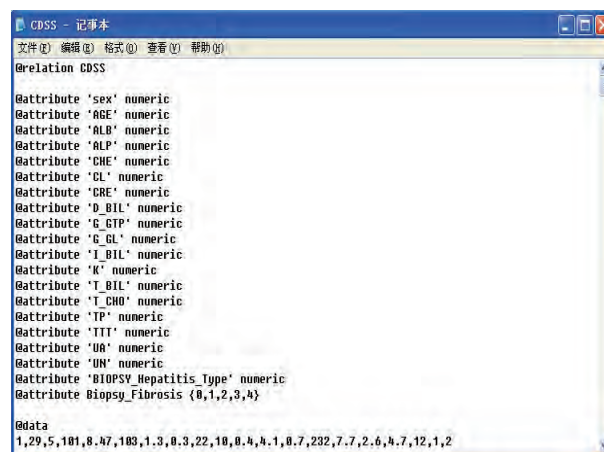 CDSS - 记事本
文件(F) 编辑(E) 格式(O) 查看(V) 帮助(H)
@relation CDSS
@attribute 'sex' numeric
@attribute 'AGE' numeric
@attribute 'ALB' numeric
@attribute 'ALP' numeric
@attribute 'CHE' numeric
@attribute 'CL' numeric
@attribute 'CRE' numeric
@attribute 'D_BIL' numeric
@attribute 'G_GTP' numeric
@attribute 'G_GL' numeric
@attribute 'I_BIL' numeric
@attribute 'K' numeric
@attribute 'T_BIL' numeric
@attribute 'T_CHO' numeric
@attribute 'TP' numeric
@attribute 'TTT' numeric
@attribute 'UA' numeric
@attribute 'UN' numeric
@attribute 'BIOPSY_Hepatitis_Type' numeric
@attribute Biopsy_Fibrosis {0,1,2,3,4}
@data
1,29,5,101,8.47,103,1.3,0.3,22,10,0.4,4.1,0.7,232,7.7,2.6,4.7,12,1,2